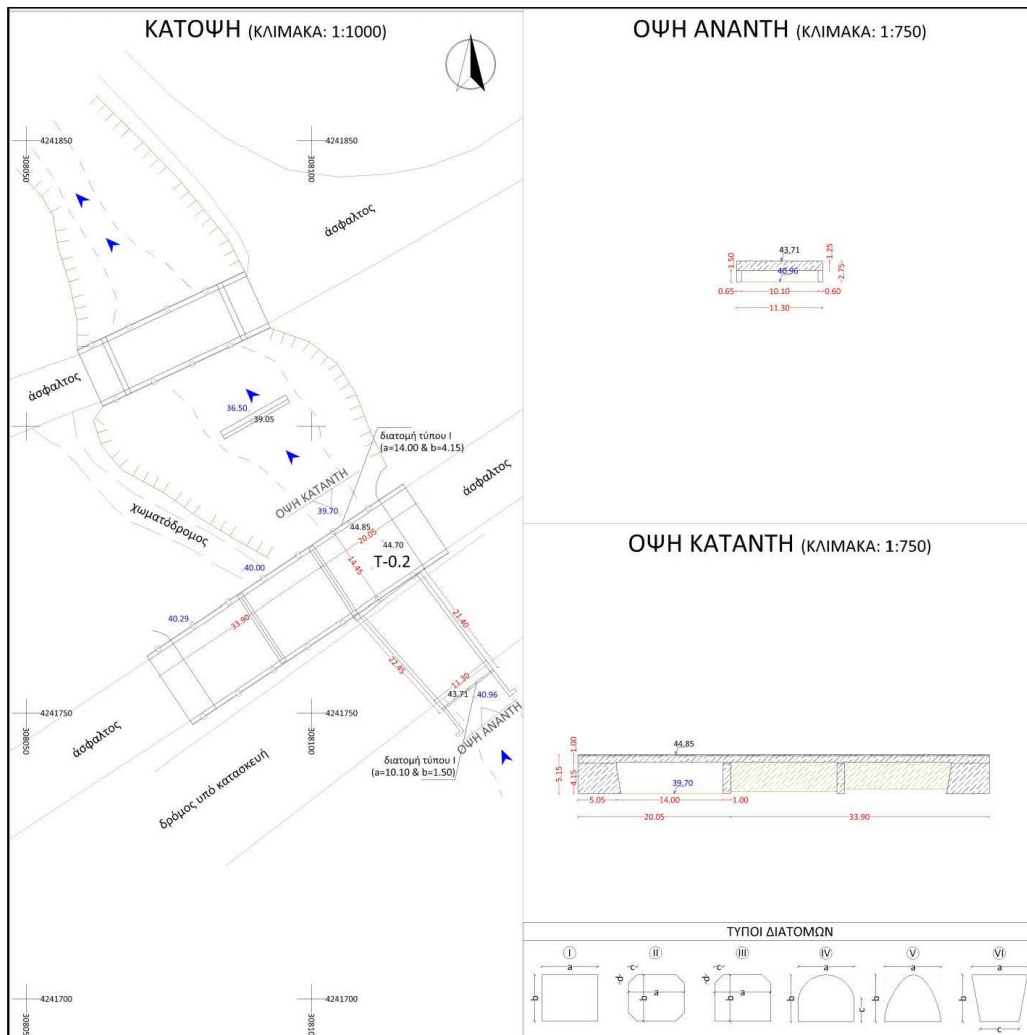 ΚΑΤΟΨΗ (ΚΛΙΜΑΚΑ: 1:1000)
4241850
4241850
308050
308100
άσφαλτος
άσφαλτος
36.50
39.05
διατομή τύπου Ι
(a=14.00 & b=4.15)
ΟΨΗ ΚΑΤΑΝΤΗ
39.70
άσφαλτος
χωματόδρομος
44.85
20.05
44.70
T-0.2
14.45
40.00
40.29
33.90
21.40
22.45
11.30
43.71
40.96
ΟΨΗ ΑΝΑΝΤΗ
4241750
4241750
308050
308100
άσφαλτος
διατομή τύπου Ι
(a=10.10 & b=1.50)
δρόμος υπό κατασκευή
4241700
4241700
308050
ΟΨΗ ΑΝΑΝΤΗ (ΚΛΙΜΑΚΑ: 1:750)
43.71
1.50
1.25
40.96
2.75
0.65
10.10
0.60
11.30
ΟΨΗ ΚΑΤΑΝΤΗ (ΚΛΙΜΑΚΑ: 1:750)
44.85
1.00
5.15
4.15
39.70
5.05
14.00
1.00
20.05
33.90
ΤΥΠΟΙ ΔΙΑΤΟΜΩΝ
I
II
III
IV
V
VI
a
b
c
d
b
a
c
d
b
a
a
b
c
a
b
a
b
c